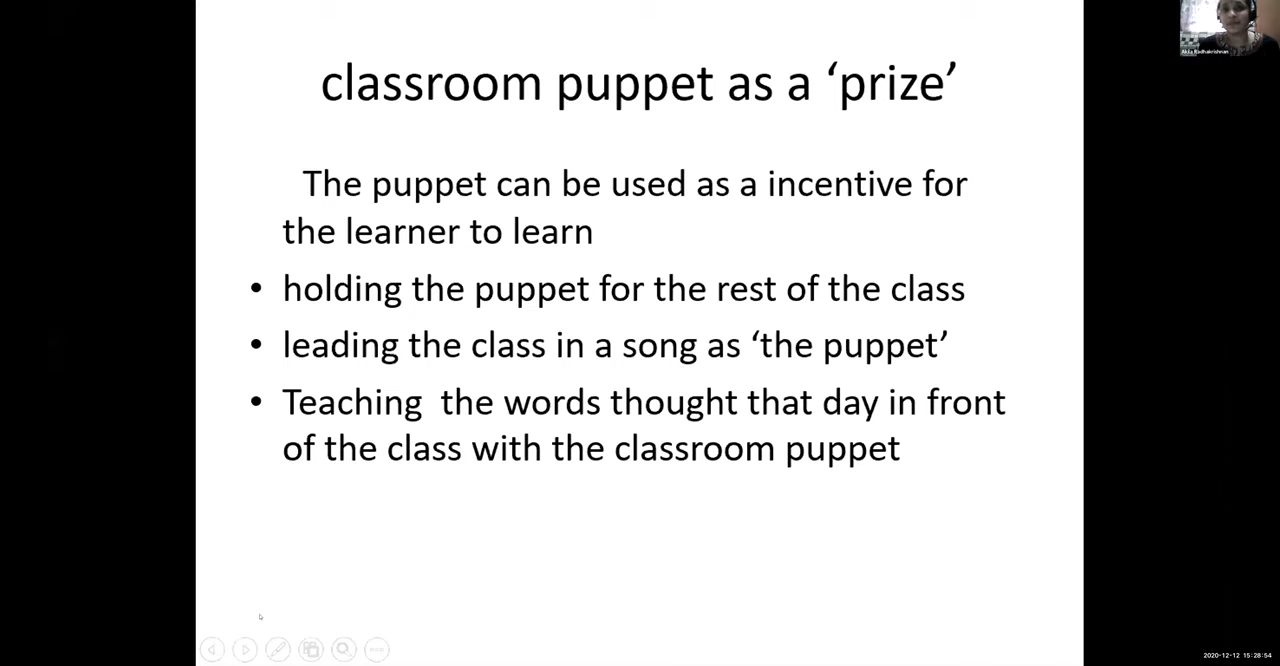 classroom puppet as a ‘prize’
The puppet can be used as a incentive for
the learner to learn
• holding the puppet for the rest of the class
• leading the class in a song as ‘the puppet’
• Teaching  the words thought that day in front
of the class with the classroom puppet
Radhakrishnan
2020-12-12 15:28:54